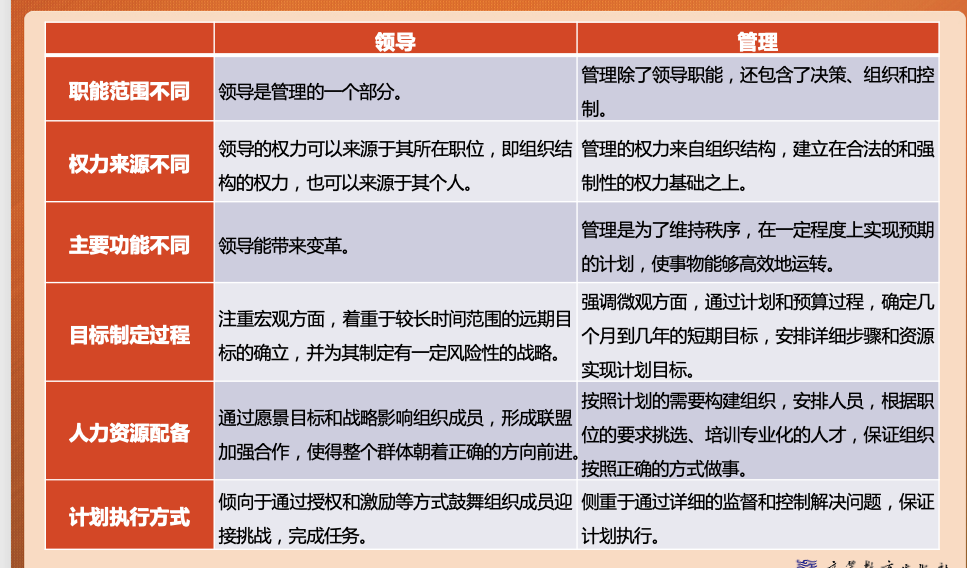 领导
管理
职能范围不同
领导是管理的一个部分。
管理除了领导职能，还包含了决策、组织和控
制。
权力来源不同
领导的权力可以来源于其所在职位，即组织结
构的权力，也可以来源于其个人。
管理的权力来自组织结构，建立在合法的和强
制性的权力基础之上。
主要功能不同
领导能带来变革。
管理是为了维持秩序，在一定程度上实现预期
的计划，使事物能够高效地运转。
目标制定过程
注重宏观方面，着重于较长时间范围的远期目
标的确立，并为其制定有一定风险性的战略。
强调微观方面，通过计划和预算过程，确定几
个月到几年的短期目标，安排详细步骤和资源
实现计划目标。
人力资源配备
通过愿景目标和战略影响组织成员，形成联盟
加强合作，使得整个群体朝着正确的方向前进。
按照计划的需要构建组织，安排人员，根据职
位的要求挑选、培训专业化的人才，保证组织
按照正确的方式做事。
计划执行方式
倾向于通过授权和激励等方式鼓舞组织成员迎
接挑战，完成任务。
侧重于通过详细的监督和控制解决问题，保证
计划执行。